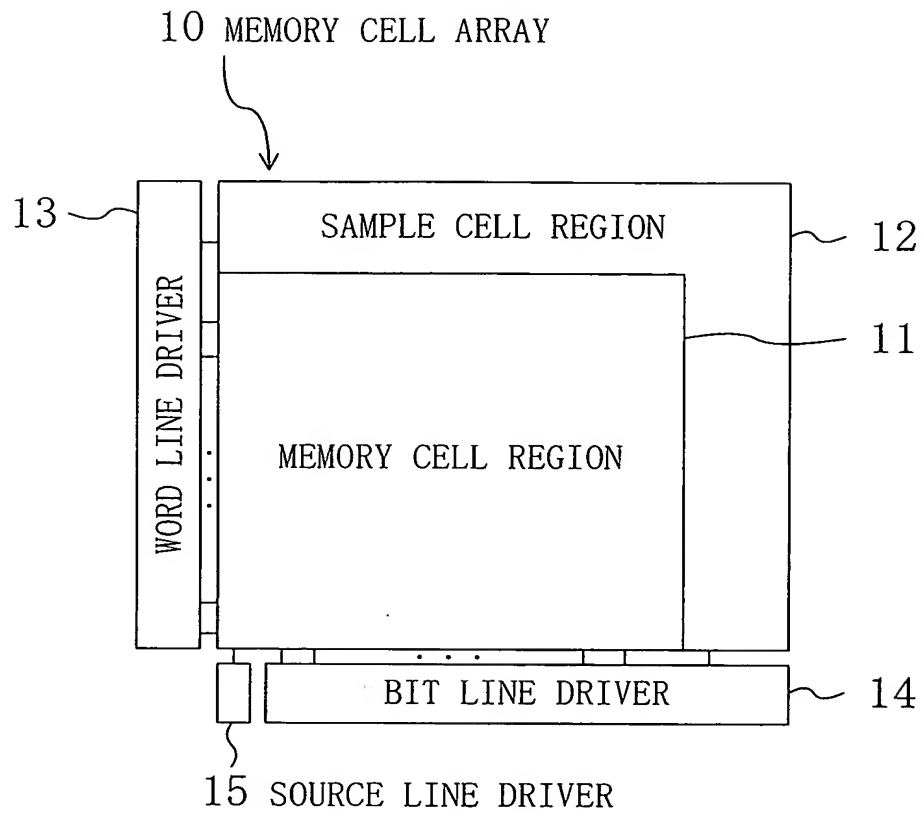 10 MEMORY CELL ARRAY
13
SAMPLE CELL REGION
12
WORD LINE DRIVER
11
MEMORY CELL REGION
BIT LINE DRIVER
14
15 SOURCE LINE DRIVER